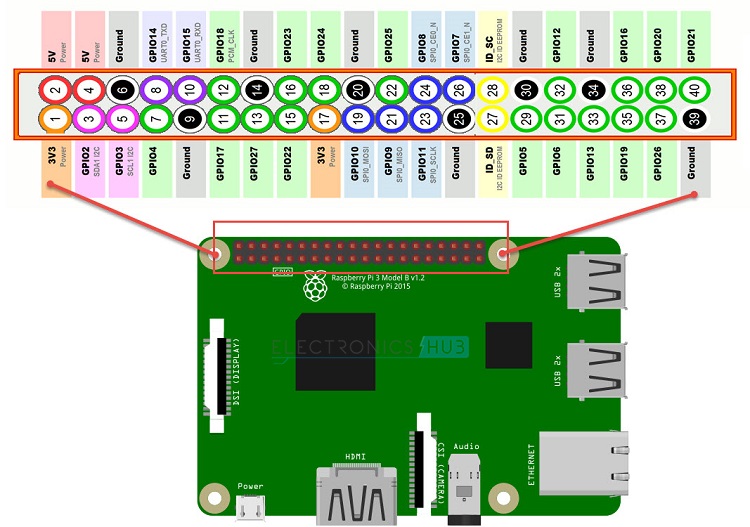 5V Power
5V Power
Ground
GPIO14 UART0_TXD
GPIO15 UART0_RXD
GPIO18 PCM_CLK
GPIO23
Ground
GPIO24
GPIO25
GPIO8 SPI0_CE0_N
GPIO7 SPI0_CE1_N
ID_SC I2C ID EEPROM
Ground
GPIO12
Ground
GPIO16
GPIO20
GPIO21
2 4 6 8 10 12 14 16 18 20 22 24 26 28 30 32 34 36 38 40
1 3 5 7 9 11 13 15 17 19 21 23 25 27 29 31 33 35 37 39
3V3 Power
GPIO2 SDA1 I2C
GPIO3 SCL1 I2C
GPIO4
Ground
GPIO17
GPIO27
GPIO22
3V3 Power
GPIO10 SPI0_MOSI
GPIO9 SPI0_MISO
GPIO11 SPI0_SCLK
Ground
ID_SD I2C ID EEPROM
GPIO5
GPIO6
GPIO13
GPIO19
GPIO26
Ground
GPIO
Raspberry Pi 3 Model B v1.2
© Raspberry Pi 2015
USB 2x
DSI (DISPLAY)
ELECTRONICS HUB
USB 2x
HDMI
CSI (CAMERA)
Audio
ETHERNET
Power